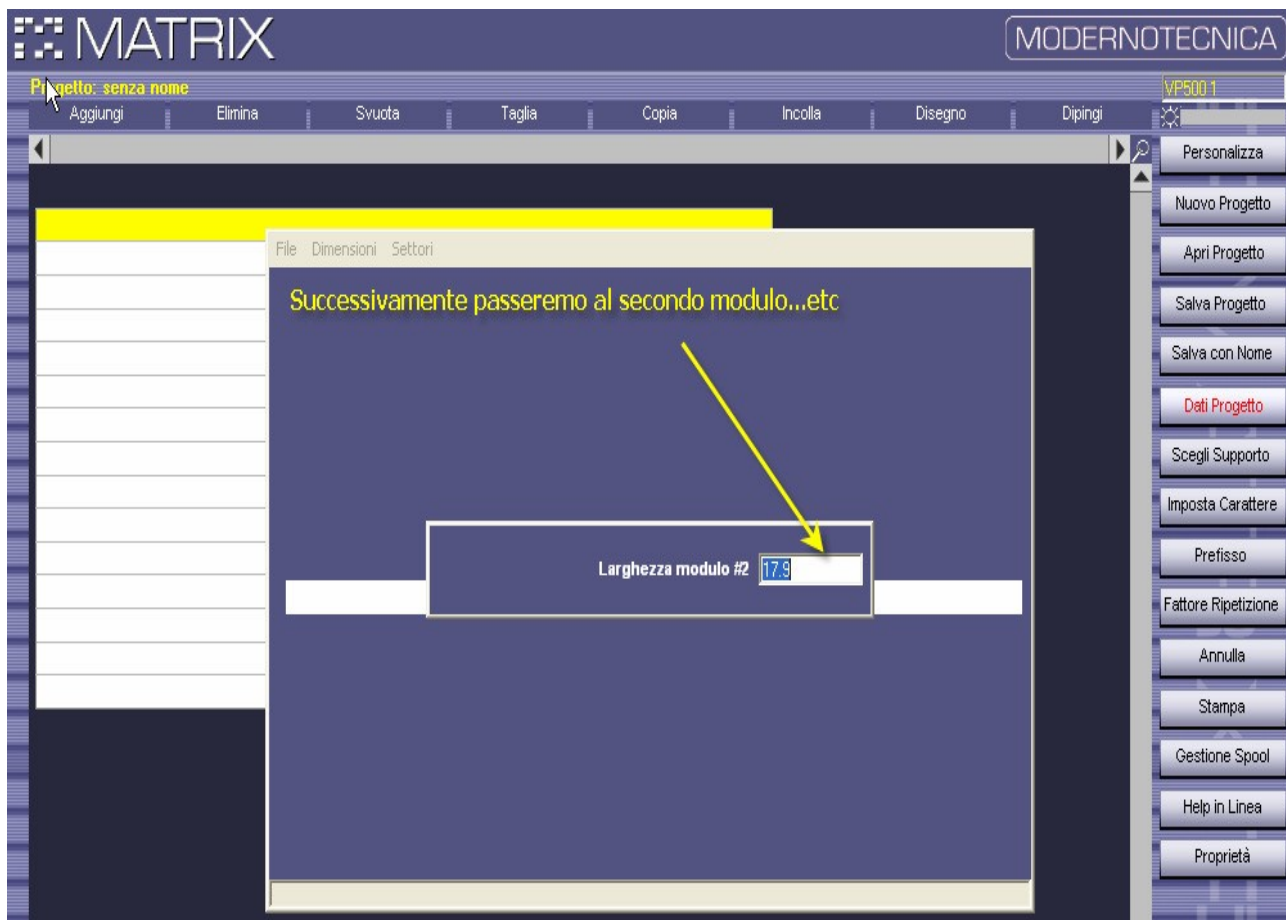 MATRIX
MODERNOTECNICA
Progetto: senza nome
VP500 1
Aggiungi Elimina Svuota Taglia Copia Incolla Disegno Dipingi
Personalizza
Nuovo Progetto
Apri Progetto
Salva Progetto
Salva con Nome
Dati Progetto
Scegli Supporto
Imposta Carattere
Prefisso
Fattore Ripetizione
Annulla
Stampa
Gestione Spool
Help in Linea
Proprietà
File Dimensioni Settori
Successivamente passeremo al secondo modulo...etc
Larghezza modulo #2 17.9